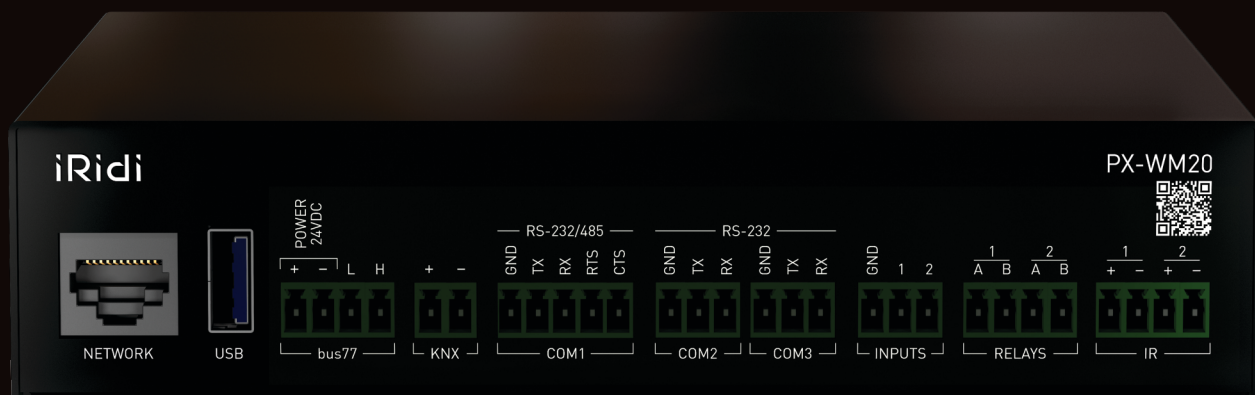 iRidi
PX-WM20
POWER
24VDC
+ − L H
+ −
RS-232/485
GND TX RX RTS CTS
RS-232
GND TX RX
GND TX RX
GND 1 2
1 2
A B A B
1 2
+ − + −
NETWORK
USB
bus77
KNX
COM1
COM2
COM3
INPUTS
RELAYS
IR